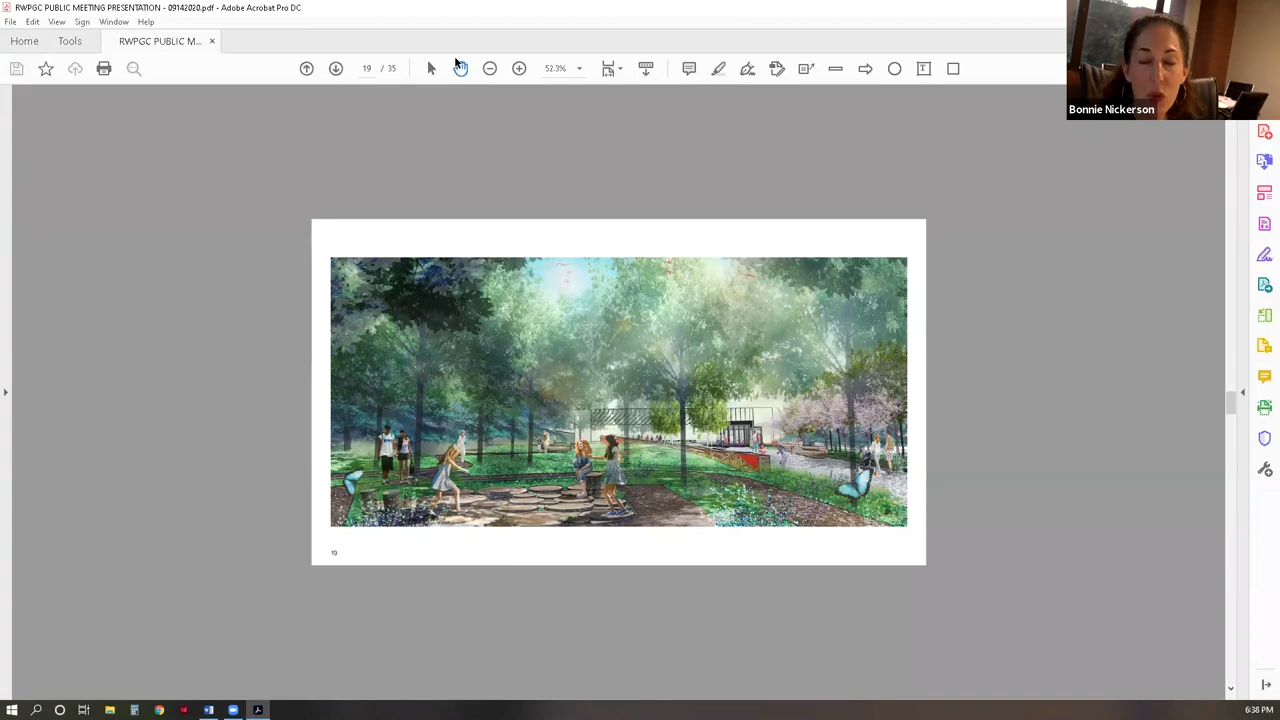 RWPGC PUBLIC MEETING PRESENTATION - 09142020.pdf - Adobe Acrobat Pro DC
File Edit View Sign Window Help
Home Tools RWPGC PUBLIC M... ×
19 / 35 52.3%
Bonnie Nickerson
19
6:38 PM